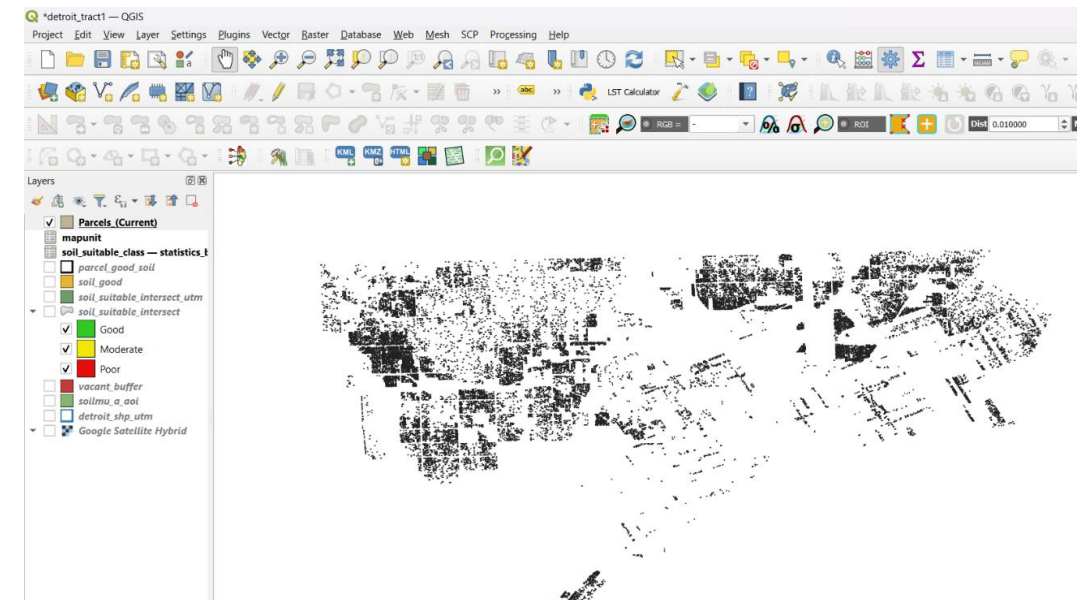 *detroit_tract1 — QGIS
Project Edit View Layer Settings Plugins Vector Raster Database Web Mesh SCP Processing Help
» abc » LST Calculator
RGB = - ROI Dist 0.010000
KML KMZ HTML
Layers
Parcels_(Current)
mapunit
soil_suitable_class — statistics_b
parcel_good_soil
soil_good
soil_suitable_intersect_utm
soil_suitable_intersect
Good
Moderate
Poor
vacant_buffer
soilmu_a_aoi
detroit_shp_utm
Google Satellite Hybrid